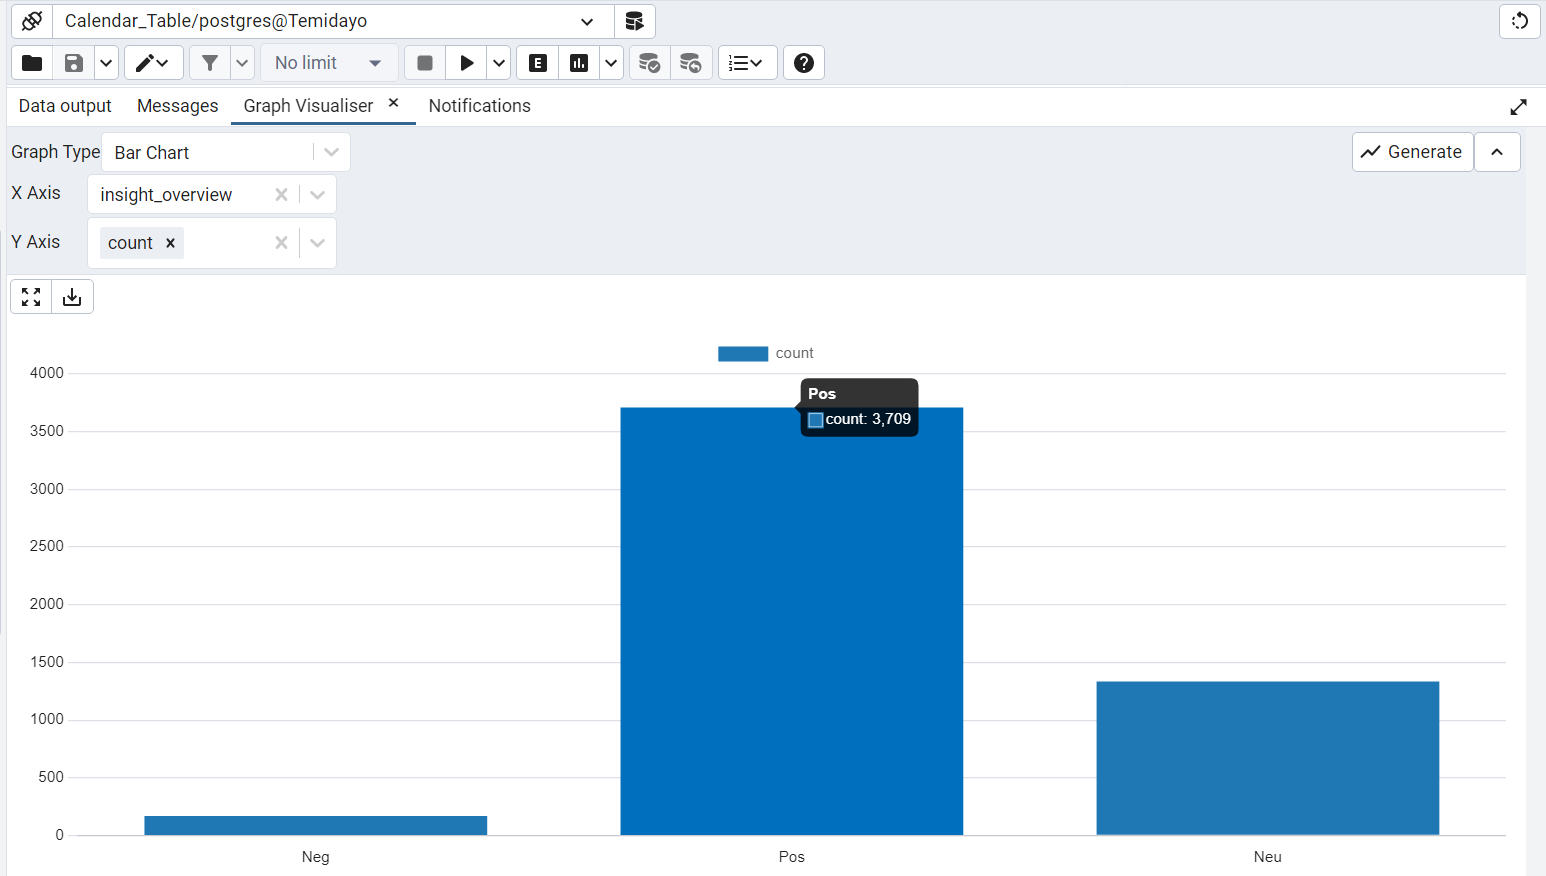 Calendar_Table/postgres@Temidayo
No limit
E
Data output Messages Graph Visualiser Notifications
Graph Type Bar Chart Generate
X Axis insight_overview
Y Axis count
count
4000
Pos
count: 3,709
3500
3000
2500
2000
1500
1000
500
0
Neg Pos Neu